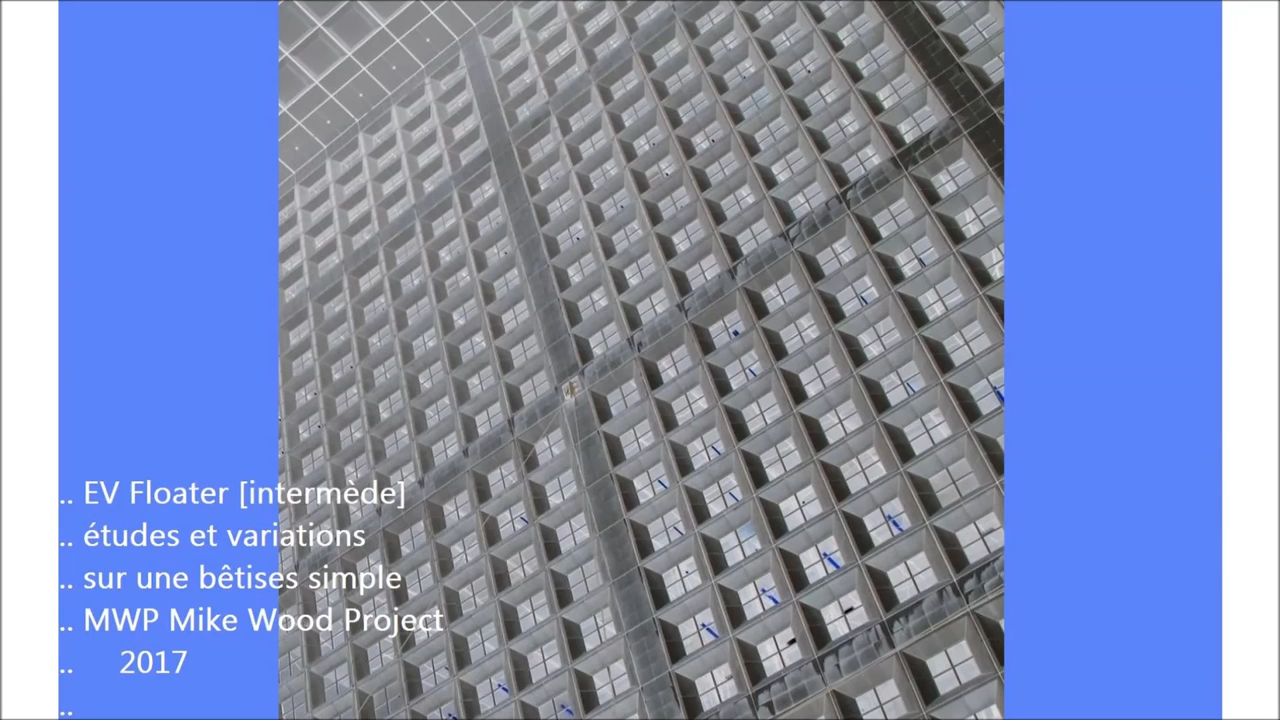 .. EV Floater [intermède]
.. études et variations
.. sur une bêtises simple
.. MWP Mike Wood Project
.. 2017
..